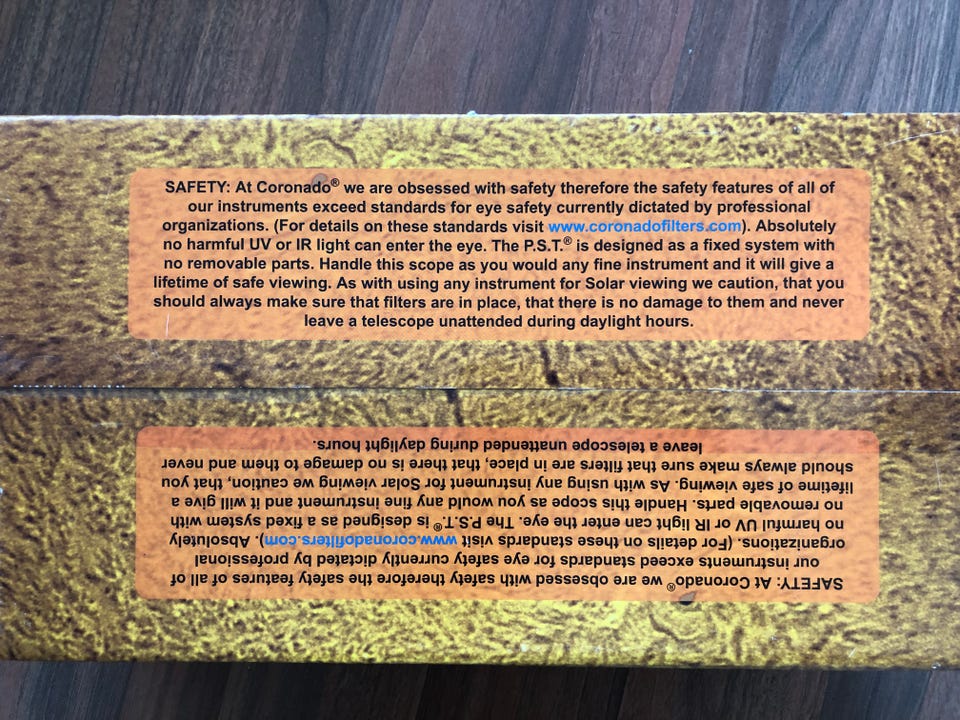 SAFETY: At Coronado® we are obsessed with safety therefore the safety features of all of
our instruments exceed standards for eye safety currently dictated by professional
organizations. (For details on these standards visit www.coronadofilters.com). Absolutely
no harmful UV or IR light can enter the eye. The P.S.T.® is designed as a fixed system with
no removable parts. Handle this scope as you would any fine instrument and it will give a
lifetime of safe viewing. As with using any instrument for Solar viewing we caution, that you
should always make sure that filters are in place, that there is no damage to them and never
leave a telescope unattended during daylight hours.
SAFETY: At Coronado® we are obsessed with safety therefore the safety features of all of
our instruments exceed standards for eye safety currently dictated by professional
organizations. (For details on these standards visit www.coronadofilters.com). Absolutely
no harmful UV or IR light can enter the eye. The P.S.T.® is designed as a fixed system with
no removable parts. Handle this scope as you would any fine instrument and it will give a
lifetime of safe viewing. As with using any instrument for Solar viewing we caution, that you
should always make sure that filters are in place, that there is no damage to them and never
leave a telescope unattended during daylight hours.